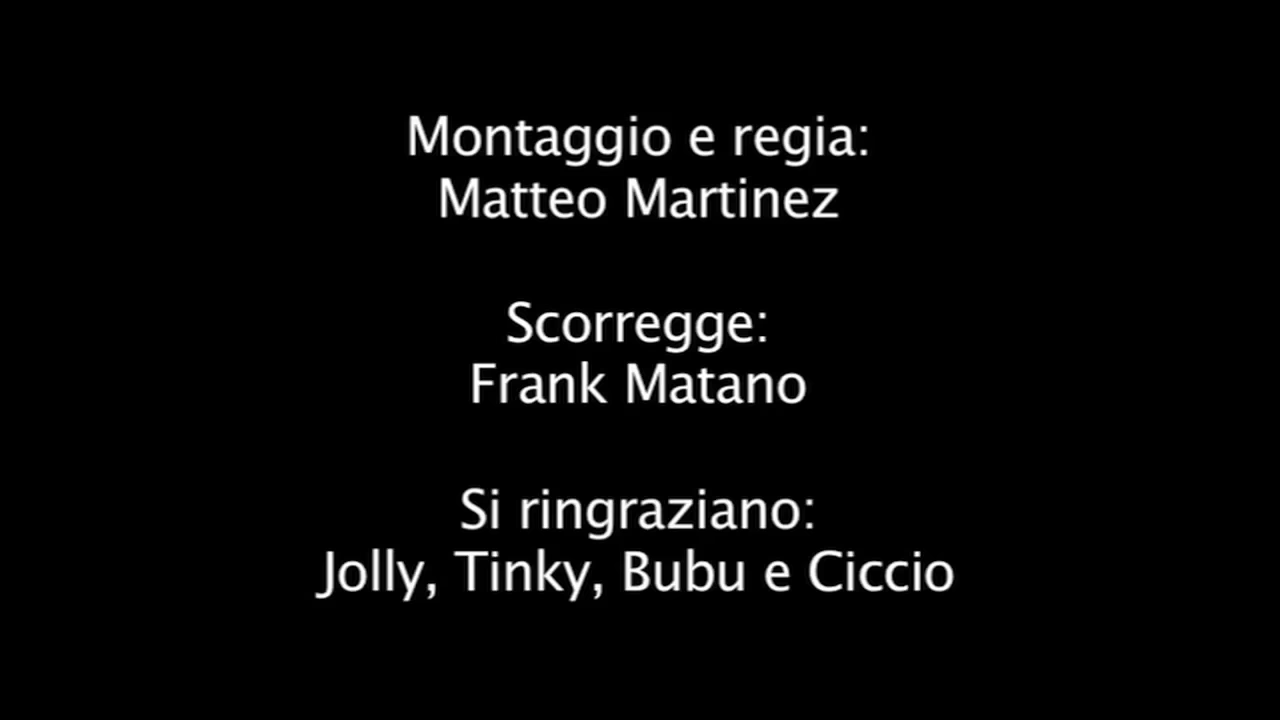 Montaggio e regia:
Matteo Martinez
Scorregge:
Frank Matano
Si ringraziano:
Jolly, Tinky, Bubu e Ciccio